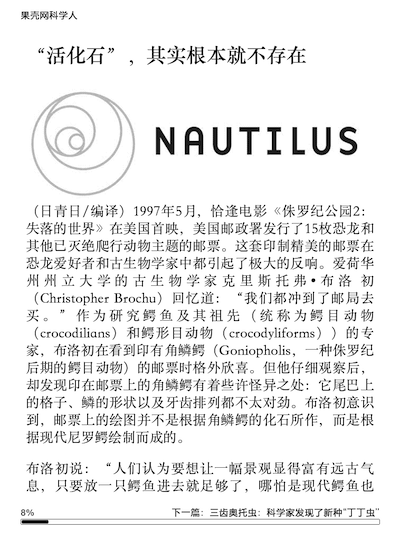 果壳网科学人
“活化石”，其实根本就不存在
NAUTILUS
（日青日/编译）1997年5月，恰逢电影《侏罗纪公园2：
失落的世界》在美国首映，美国邮政署发行了15枚恐龙和
其他已灭绝爬行动物主题的邮票。这套印制精美的邮票在
恐龙爱好者和古生物学家中都引起了极大的反响。爱荷华
州州立大学的古生物学家克里斯托弗•布洛初
（Christopher Brochu）回忆道：“我们都冲到了邮局去
买。”作为研究鳄鱼及其祖先（统称为鳄目动物
（crocodilians）和鳄形目动物（crocodyliforms））的专
家，布洛初在看到印有角鳞鳄（Goniopholis，一种侏罗纪
后期的鳄目动物）的邮票时格外欣喜。但他仔细观察后，
却发现印在邮票上的角鳞鳄有着些许怪异之处：它尾巴上
的格子、鳞的形状以及牙齿排列都不太对劲。布洛初意识
到，邮票上的绘图并不是根据角鳞鳄的化石所作，而是根
据现代尼罗鳄绘制而成的。
布洛初说：“人们认为要想让一幅景观显得富有远古气
息，只要放一只鳄鱼进去就足够了，哪怕是现代鳄鱼也
8% 下一篇：三齿奥托虫：科学家发现了新种"丁丁虫"